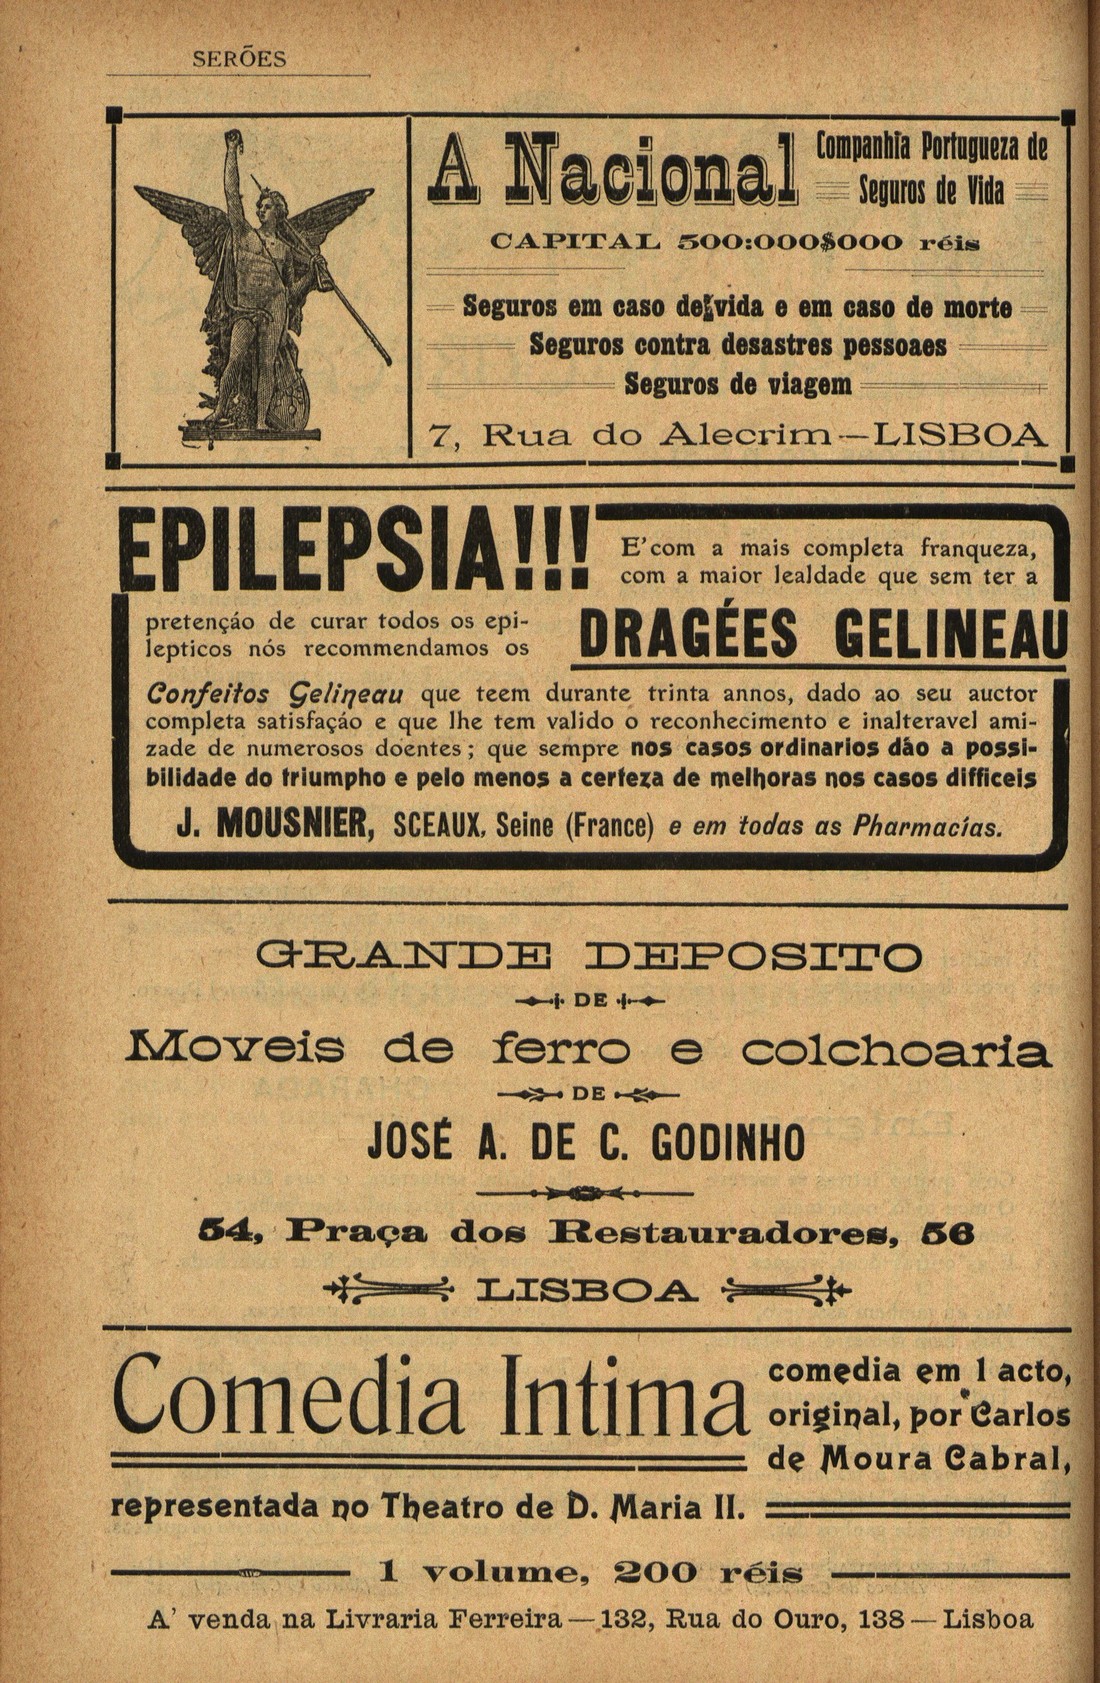 SERÕES
A Nacional
Companhia Portugueza de
Seguros de Vida
CAPITAL 500:000$000 réis
Seguros em caso de vida e em caso de morte
Seguros contra desastres pessoaes
Seguros de viagem
7, Rua do Alecrim—LISBOA
EPILEPSIA!!!
E'com a mais completa franqueza,
com a maior lealdade que sem ter a
pretenção de curar todos os epi-
lepticos nós recommendamos os
DRAGÉES GELINEAU
Confeitos Gelineau que teem durante trinta annos, dado ao seu auctor
completa satisfação e que lhe tem valido o reconhecimento e inalteravel ami-
zade de numerosos doentes; que sempre nos casos ordinarios dão a possi-
bilidade do triumpho e pelo menos a certeza de melhoras nos casos difficeis
J. MOUSNIER, SCEAUX, Seine (France) e em todas as Pharmacías.
GRANDE DEPOSITO
DE
Moveis de ferro e colchoaria
DE
JOSÉ A. DE C. GODINHO
54, Praça dos Restauradores, 56
LISBOA
Comedia Intima
comedia em 1 acto,
original, por Carlos
de Moura Cabral,
representada no Theatro de D. Maria II.
1 volume, 200 réis
A' venda na Livraria Ferreira—132, Rua do Ouro, 138—Lisboa